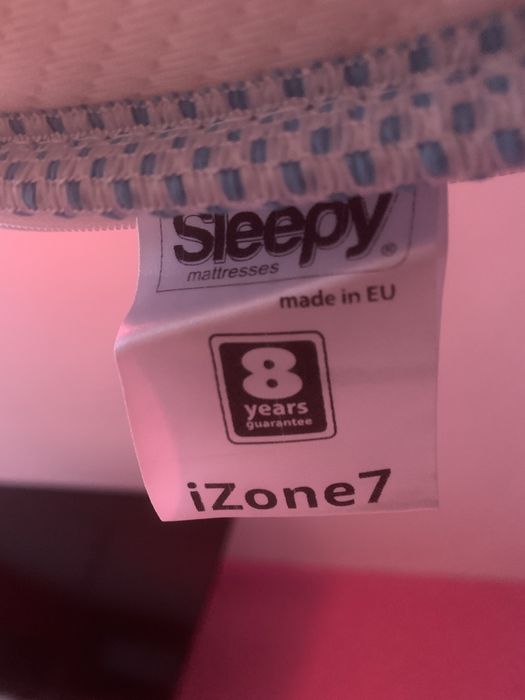 Sleepy®
mattresses
made in EU
8
years
guarantee
iZone7